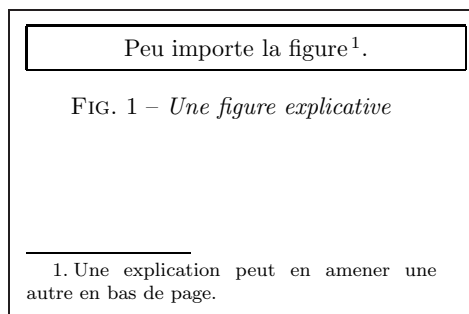 Peu importe la figure¹.
FIG. 1 – Une figure explicative
1. Une explication peut en amener une
autre en bas de page.